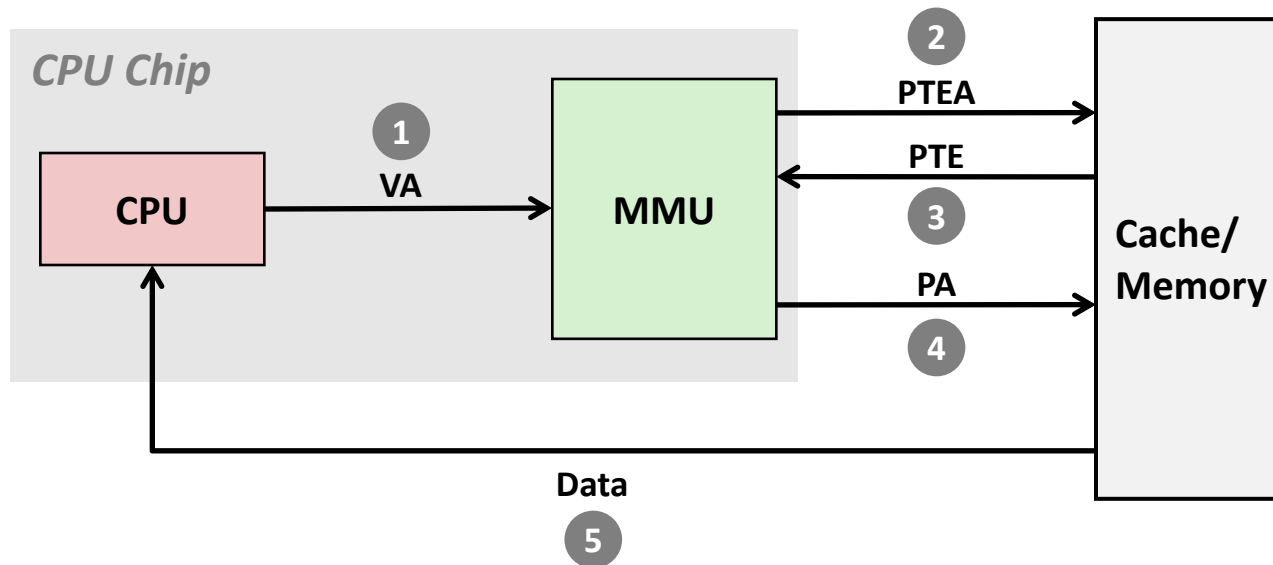 CPU Chip
2
PTEA
1
VA
PTE
CPU
MMU
3
Cache/
Memory
PA
4
Data
5